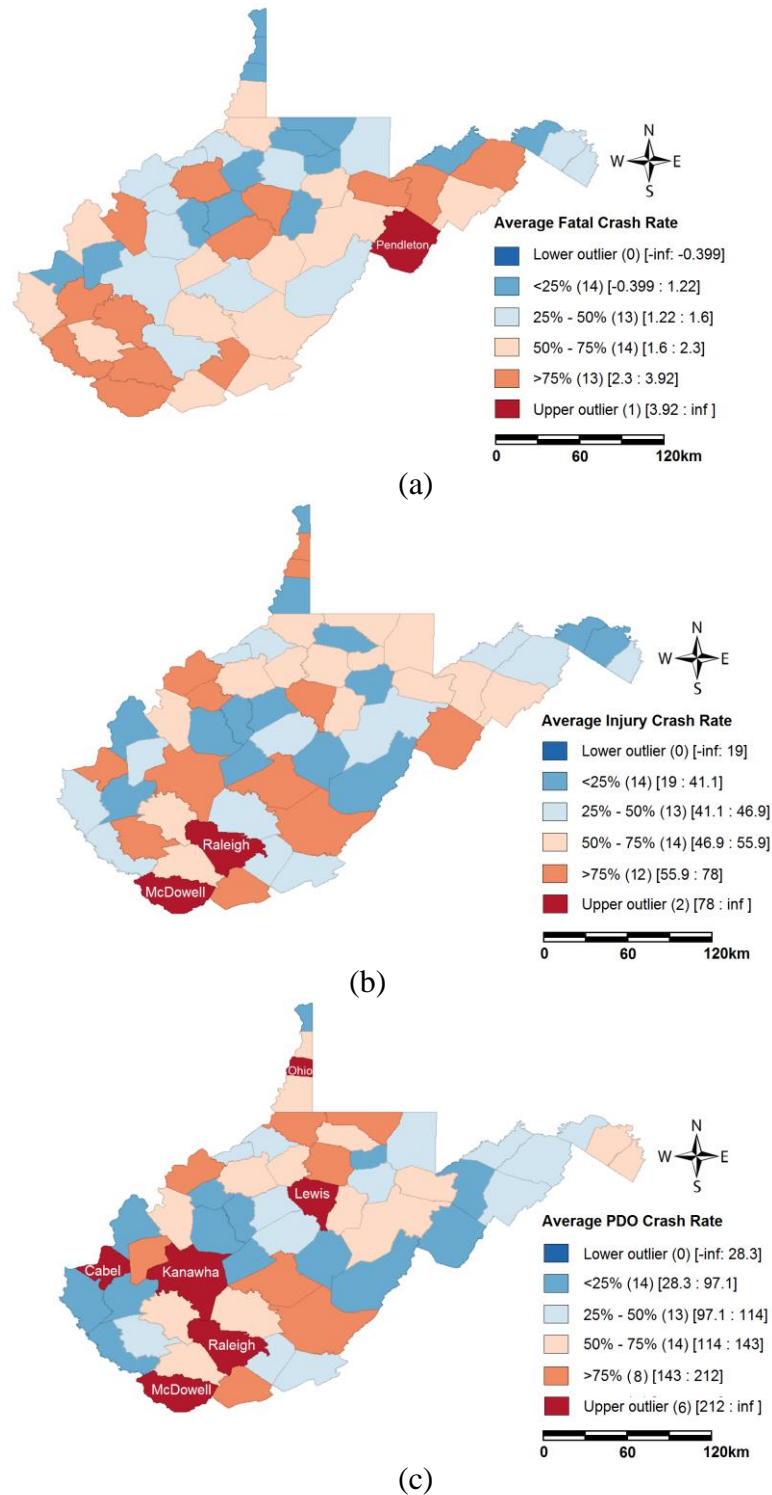 N
W E
S
Average Fatal Crash Rate
Pendleton
Lower outlier (0) [-inf: -0.399]
<25% (14) [-0.399 : 1.22]
25% - 50% (13) [1.22 : 1.6]
50% - 75% (14) [1.6 : 2.3]
>75% (13) [2.3 : 3.92]
Upper outlier (1) [3.92 : inf ]
0 60 120km
(a)
N
W E
S
Average Injury Crash Rate
Lower outlier (0) [-inf: 19]
<25% (14) [19 : 41.1]
25% - 50% (13) [41.1 : 46.9]
50% - 75% (14) [46.9 : 55.9]
>75% (12) [55.9 : 78]
Upper outlier (2) [78 : inf ]
Raleigh
McDowell
0 60 120km
(b)
Ohio
N
W E
S
Lewis
Average PDO Crash Rate
Lower outlier (0) [-inf: 28.3]
<25% (14) [28.3 : 97.1]
25% - 50% (13) [97.1 : 114]
50% - 75% (14) [114 : 143]
>75% (8) [143 : 212]
Upper outlier (6) [212 : inf ]
Cabel
Kanawha
Raleigh
McDowell
0 60 120km
(c)